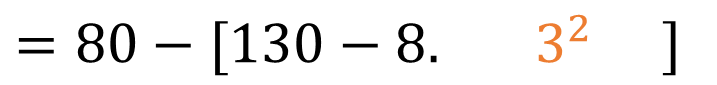 = 80 − [130 − 8. 3²]